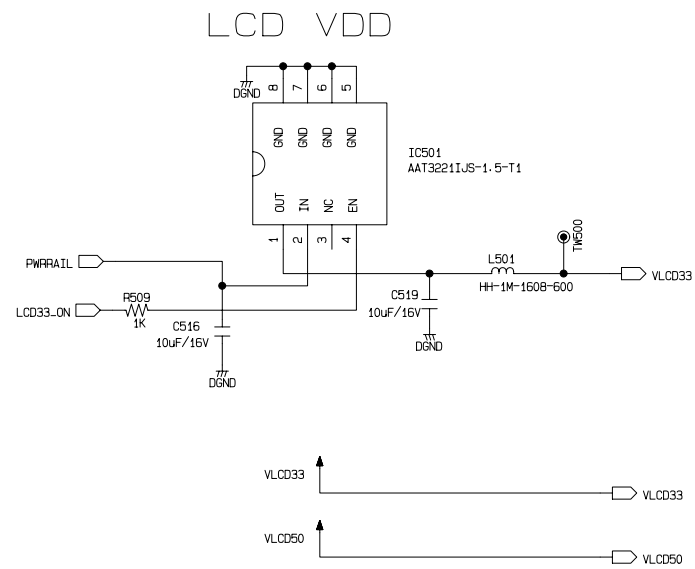 LCD VDD
DGND
8 7 6 5
GND GND GND GND
IC501
AAT3221IJS-1.5-T1
OUT IN NC EN
1 2 3 4
TW500
PWRRAIL
L501
VLCD33
HH-1M-1608-600
R509
LCD33_ON
1K
C519
10uF/16V
C516
10uF/16V
DGND
DGND
VLCD33
VLCD33
VLCD50
VLCD50